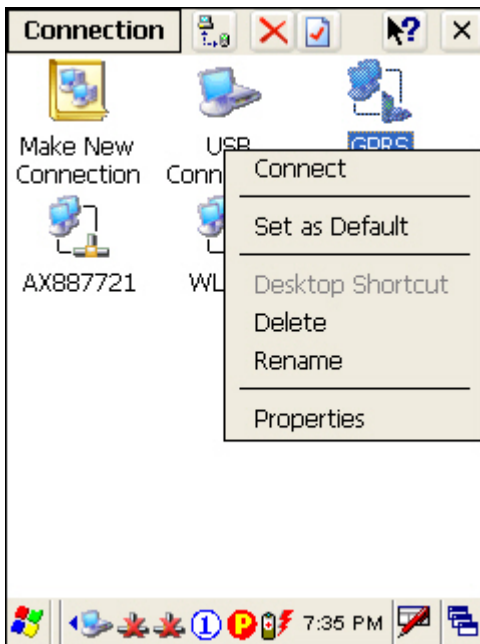 Connection
?
Make New
Connection
USB
Conn
GPRS
AX887721
WL
Connect
Set as Default
Desktop Shortcut
Delete
Rename
Properties
1
P
7:35 PM